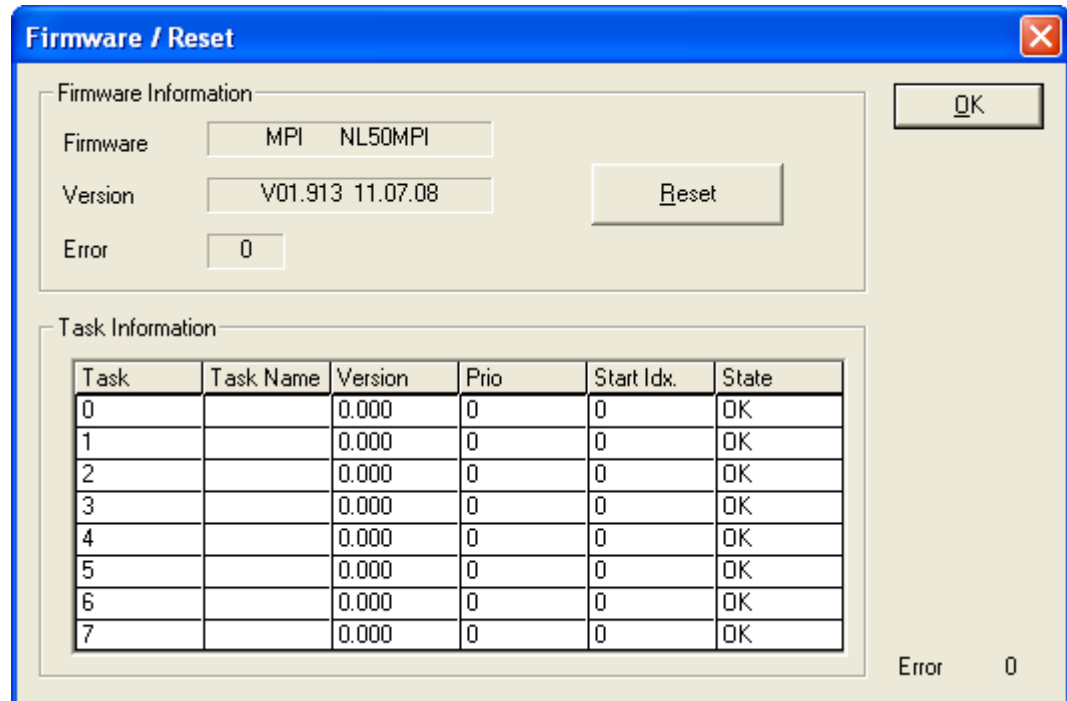 Firmware / Reset
Firmware Information
OK
Firmware MPI NL50MPI
Version V01.913 11.07.08
Reset
Error 0
Task Information
Task Task Name Version Prio Start Idx. State
0 0.000 0 0 OK
1 0.000 0 0 OK
2 0.000 0 0 OK
3 0.000 0 0 OK
4 0.000 0 0 OK
5 0.000 0 0 OK
6 0.000 0 0 OK
7 0.000 0 0 OK
Error 0